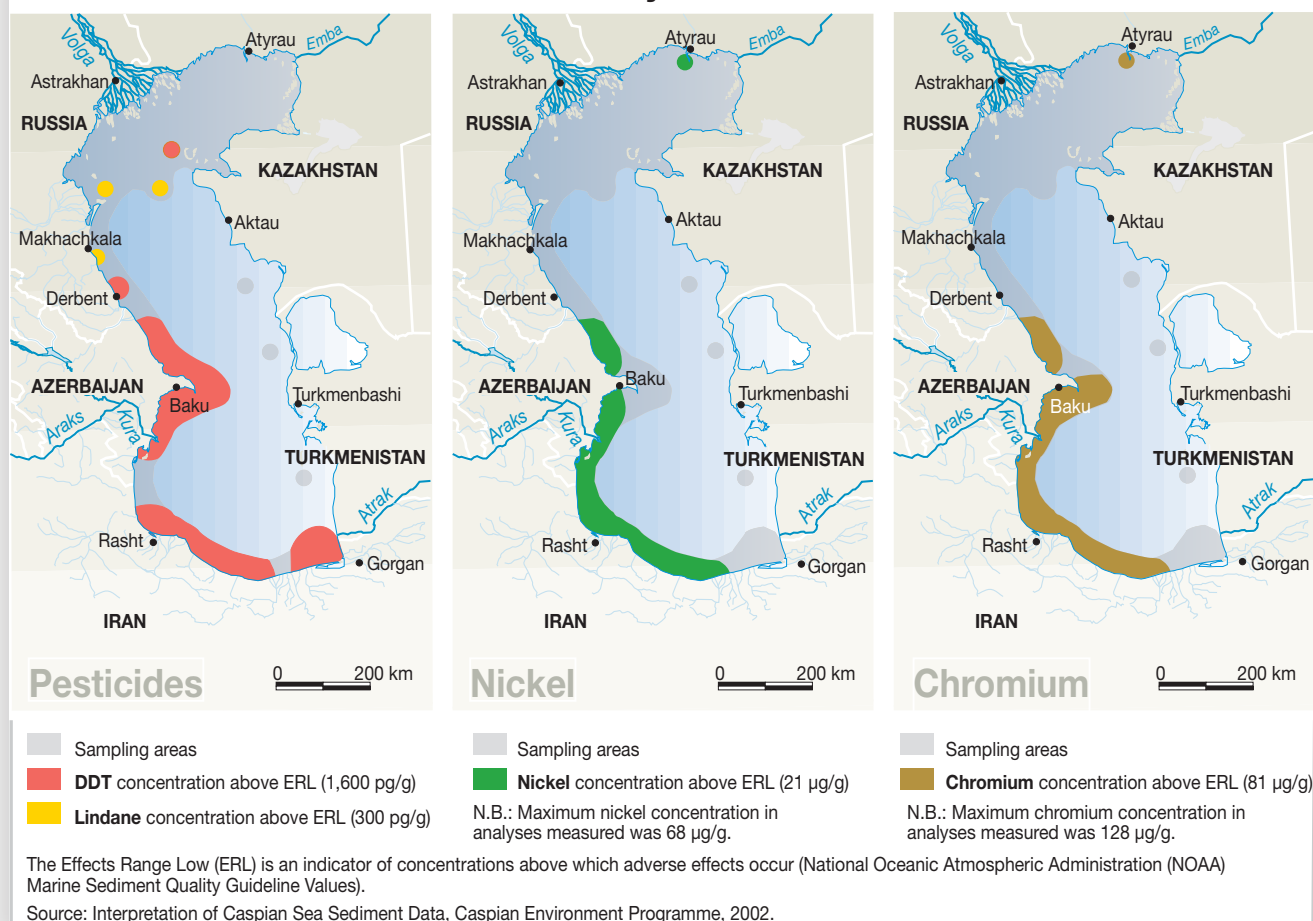 Volga
Atyrau
Emba
Astrakhan
RUSSIA
KAZAKHSTAN
Aktau
Makhachkala
Derbent
AZERBAIJAN
Baku
Turkmenbashi
Araks
Kura
TURKMENISTAN
Atrak
Rasht
Gorgan
IRAN
Pesticides
0 200 km
Volga
Atyrau
Emba
Astrakhan
RUSSIA
KAZAKHSTAN
Aktau
Makhachkala
Derbent
AZERBAIJAN
Baku
Turkmenbashi
Araks
Kura
TURKMENISTAN
Atrak
Rasht
Gorgan
IRAN
Nickel
0 200 km
Volga
Atyrau
Emba
Astrakhan
RUSSIA
KAZAKHSTAN
Aktau
Makhachkala
Derbent
AZERBAIJAN
Baku
Turkmenbashi
Araks
Kura
TURKMENISTAN
Atrak
Rasht
Gorgan
IRAN
Chromium
0 200 km
Sampling areas
DDT concentration above ERL (1,600 pg/g)
Lindane concentration above ERL (300 pg/g)
Sampling areas
Nickel concentration above ERL (21 µg/g)
N.B.: Maximum nickel concentration in
analyses measured was 68 µg/g.
Sampling areas
Chromium concentration above ERL (81 µg/g)
N.B.: Maximum chromium concentration in
analyses measured was 128 µg/g.
The Effects Range Low (ERL) is an indicator of concentrations above which adverse effects occur (National Oceanic Atmospheric Administration (NOAA)
Marine Sediment Quality Guideline Values).
Source: Interpretation of Caspian Sea Sediment Data, Caspian Environment Programme, 2002.